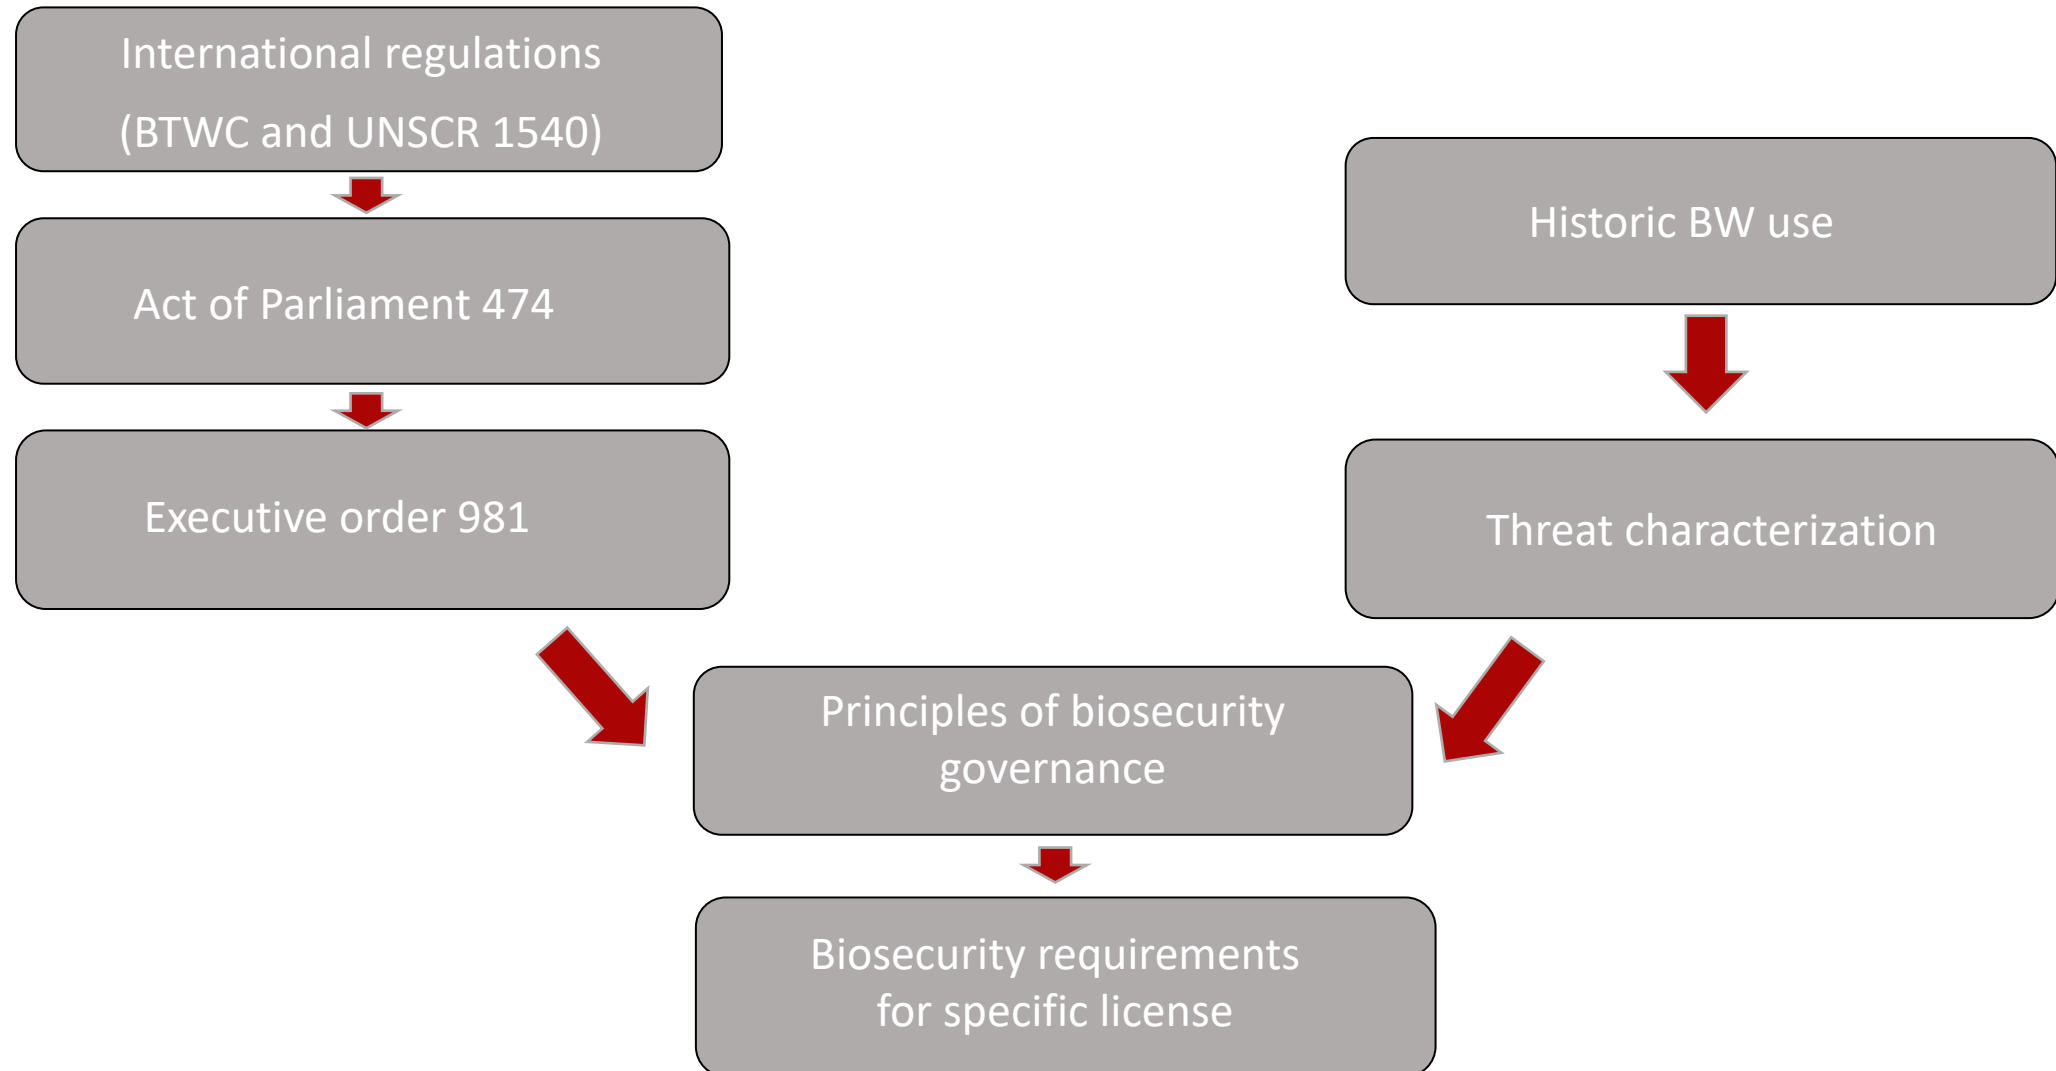 International regulations
(BTWC and UNSCR 1540)
Act of Parliament 474
Executive order 981
Historic BW use
Threat characterization
Principles of biosecurity
governance
Biosecurity requirements
for specific license